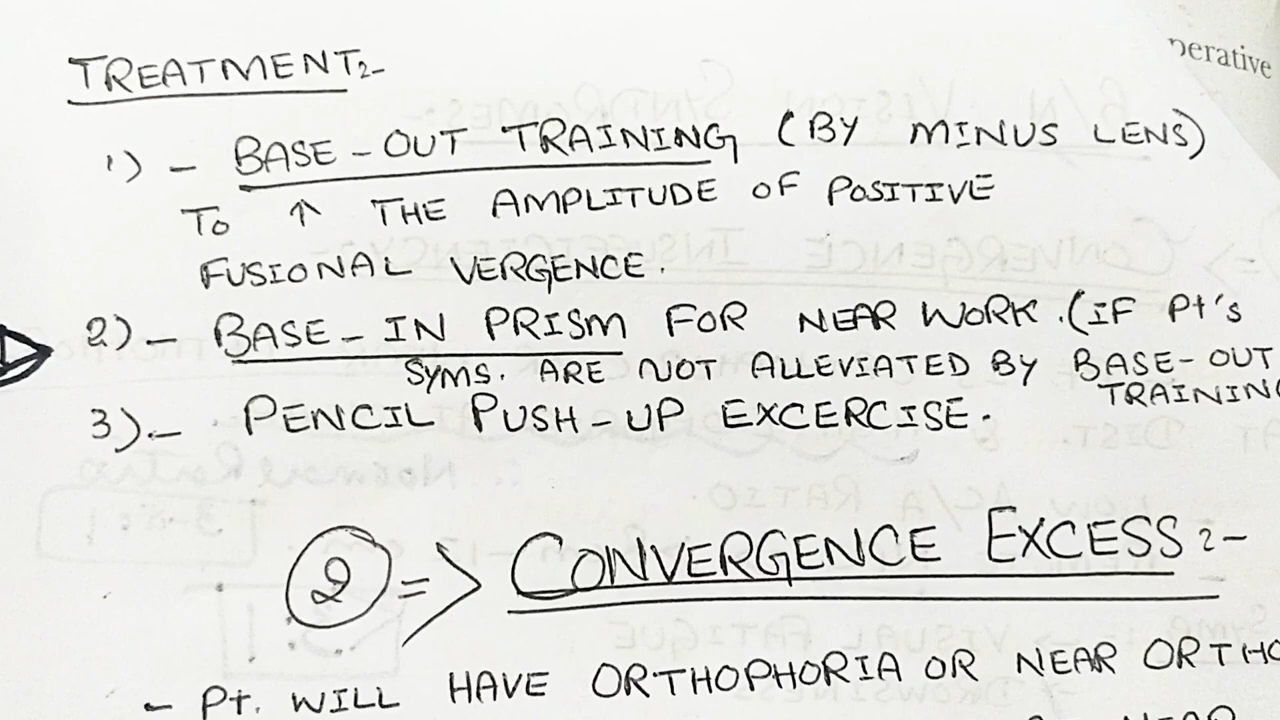 perative
TREATMENT:-
1) - BASE-OUT TRAINING (BY MINUS LENS)
TO ↑ THE AMPLITUDE OF POSITIVE
FUSIONAL VERGENCE.
2) - BASE-IN PRISM FOR NEAR WORK. (IF Pt's
SYMS. ARE NOT ALLEVIATED BY BASE-OUT
TRAINING
3) - PENCIL PUSH-UP EXCERCISE.
② => CONVERGENCE EXCESS:-
- Pt. WILL HAVE ORTHOPHORIA OR NEAR ORTHO
NEAR